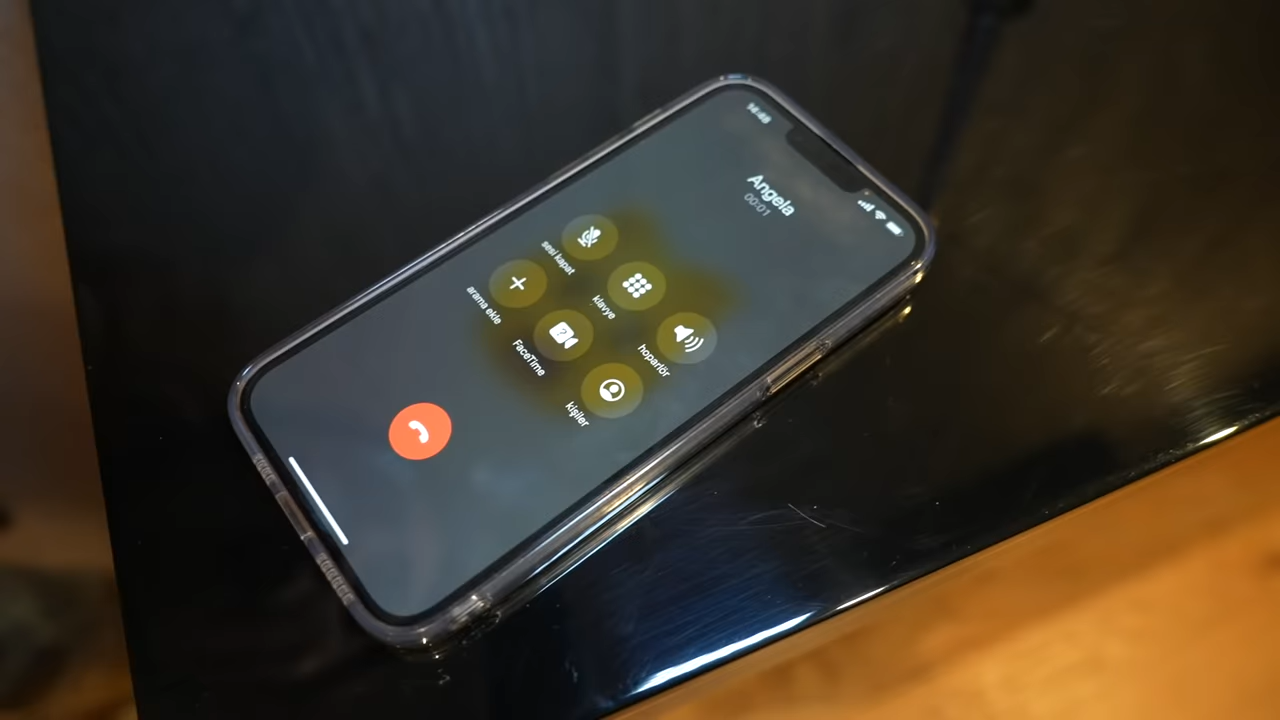 14:48
Angela
00:01
sesi kapat
klavye
hoparlör
arama ekle
FaceTime
kişiler